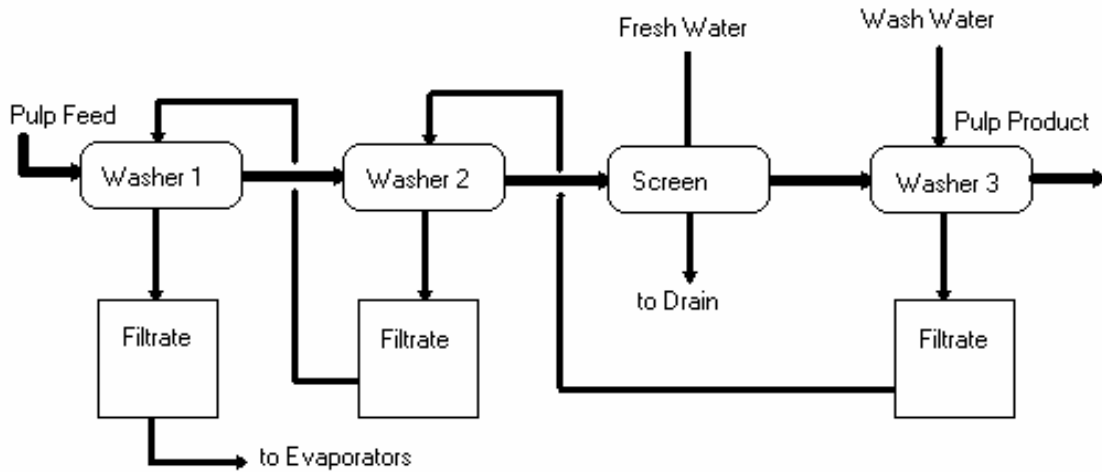 Fresh Water
Wash Water
Pulp Feed
Pulp Product
Washer 1
Washer 2
Screen
Washer 3
to Drain
Filtrate
Filtrate
Filtrate
to Evaporators